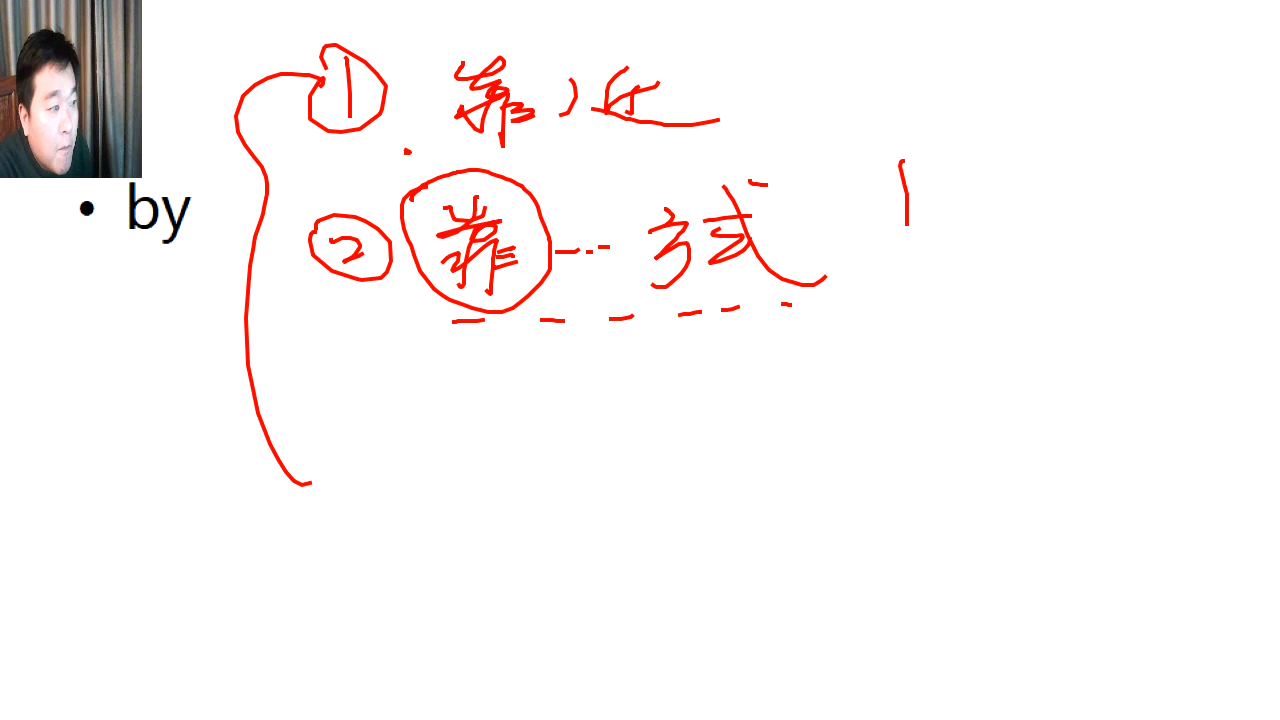 ① 靠近
• by
② 靠---方式